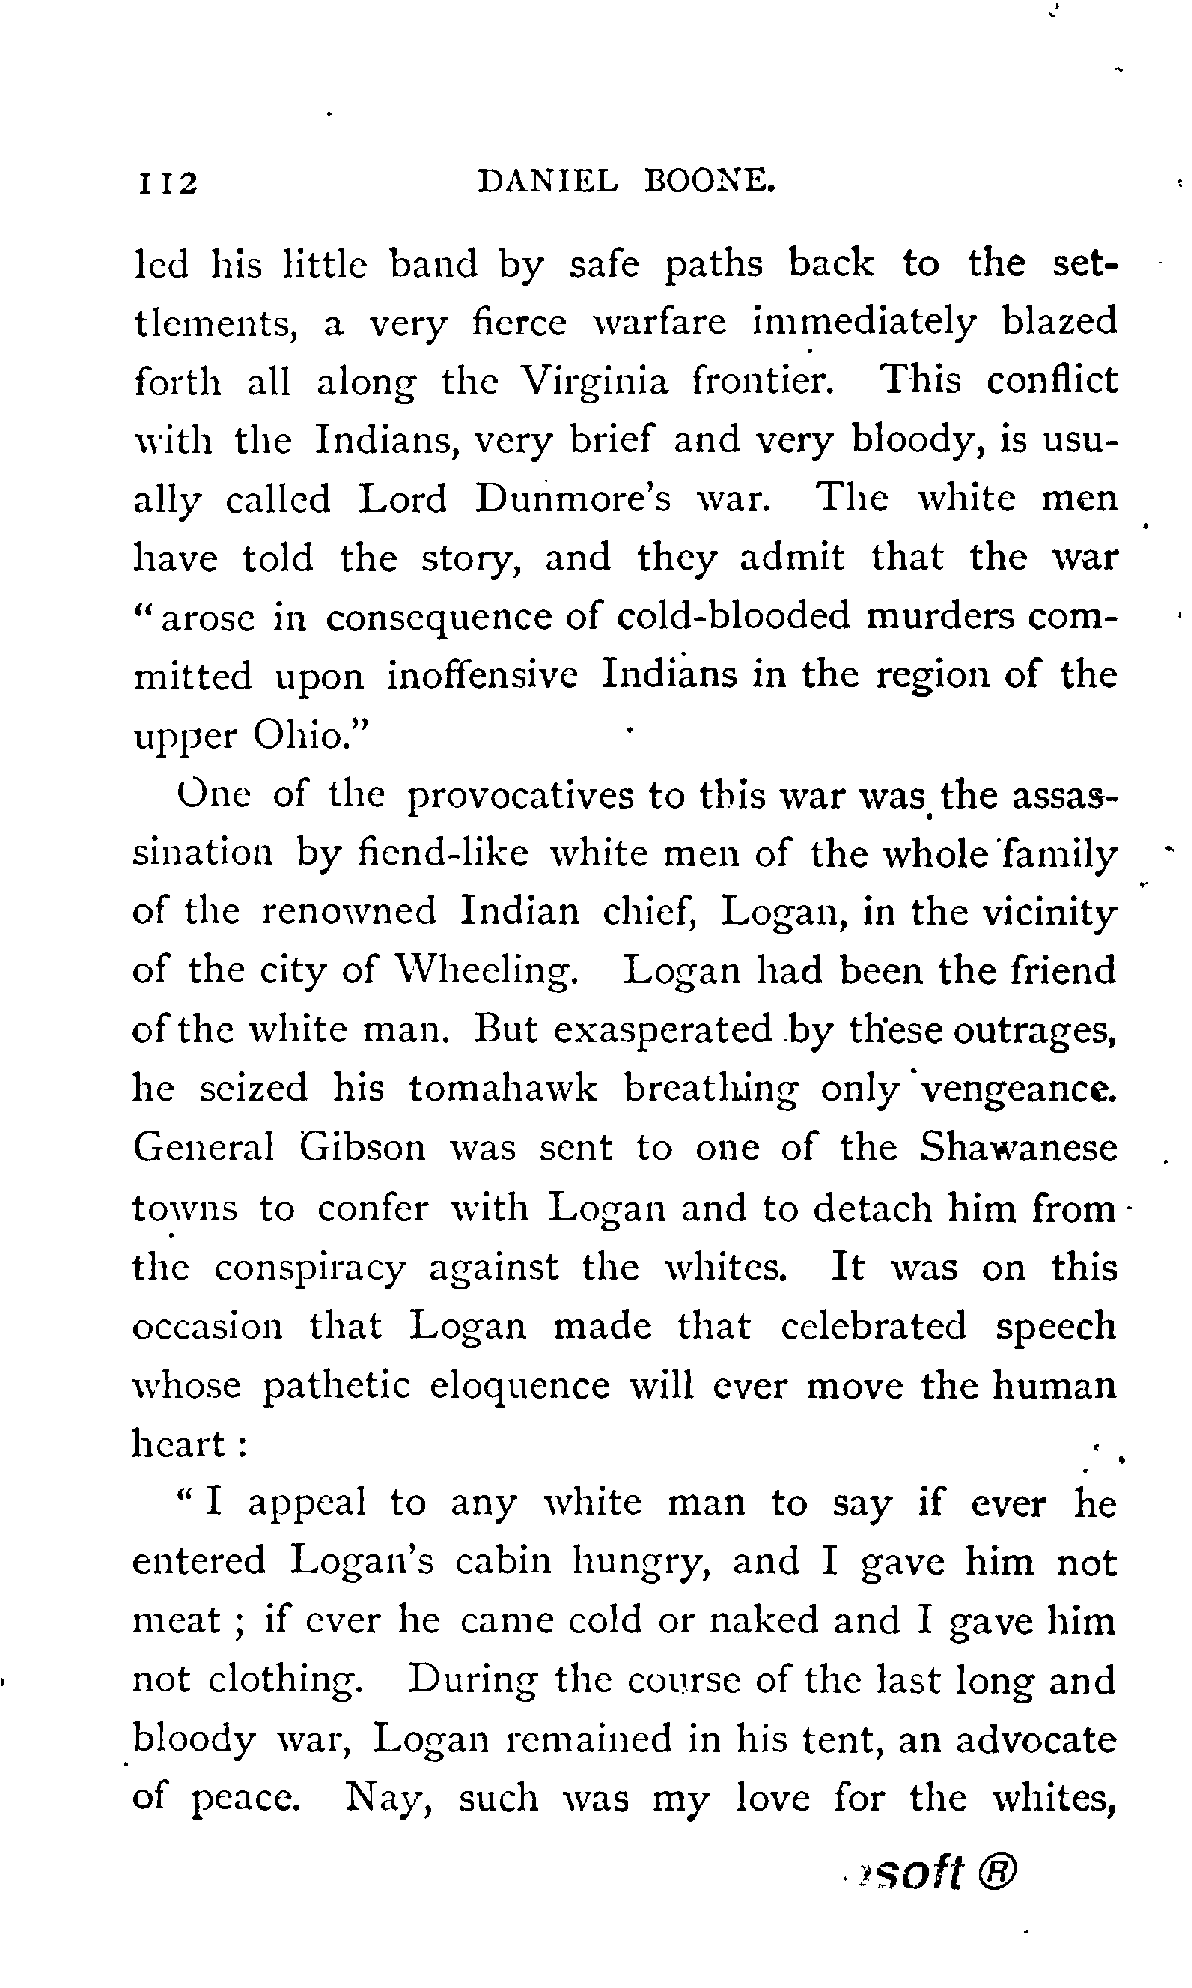 112 DANIEL BOONE.
led his little band by safe paths back to the set-
tlements, a very fierce warfare immediately blazed
forth all along the Virginia frontier. This conflict
with the Indians, very brief and very bloody, is usu-
ally called Lord Dunmore's war. The white men
have told the story, and they admit that the war
"arose in consequence of cold-blooded murders com-
mitted upon inoffensive Indians in the region of the
upper Ohio."
One of the provocatives to this war was the assas-
sination by fiend-like white men of the whole family
of the renowned Indian chief, Logan, in the vicinity
of the city of Wheeling. Logan had been the friend
of the white man. But exasperated by these outrages,
he seized his tomahawk breathing only vengeance.
General Gibson was sent to one of the Shawanese
towns to confer with Logan and to detach him from
the conspiracy against the whites. It was on this
occasion that Logan made that celebrated speech
whose pathetic eloquence will ever move the human
heart :
"I appeal to any white man to say if ever he
entered Logan's cabin hungry, and I gave him not
meat ; if ever he came cold or naked and I gave him
not clothing. During the course of the last long and
bloody war, Logan remained in his tent, an advocate
of peace. Nay, such was my love for the whites,
soft ®